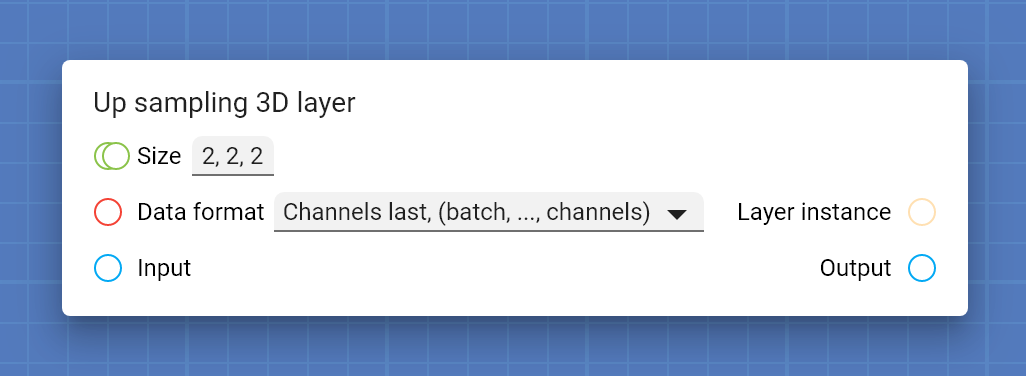 Up sampling 3D layer
Size 2, 2, 2
Data format Channels last, (batch, ..., channels) Layer instance
Input Output